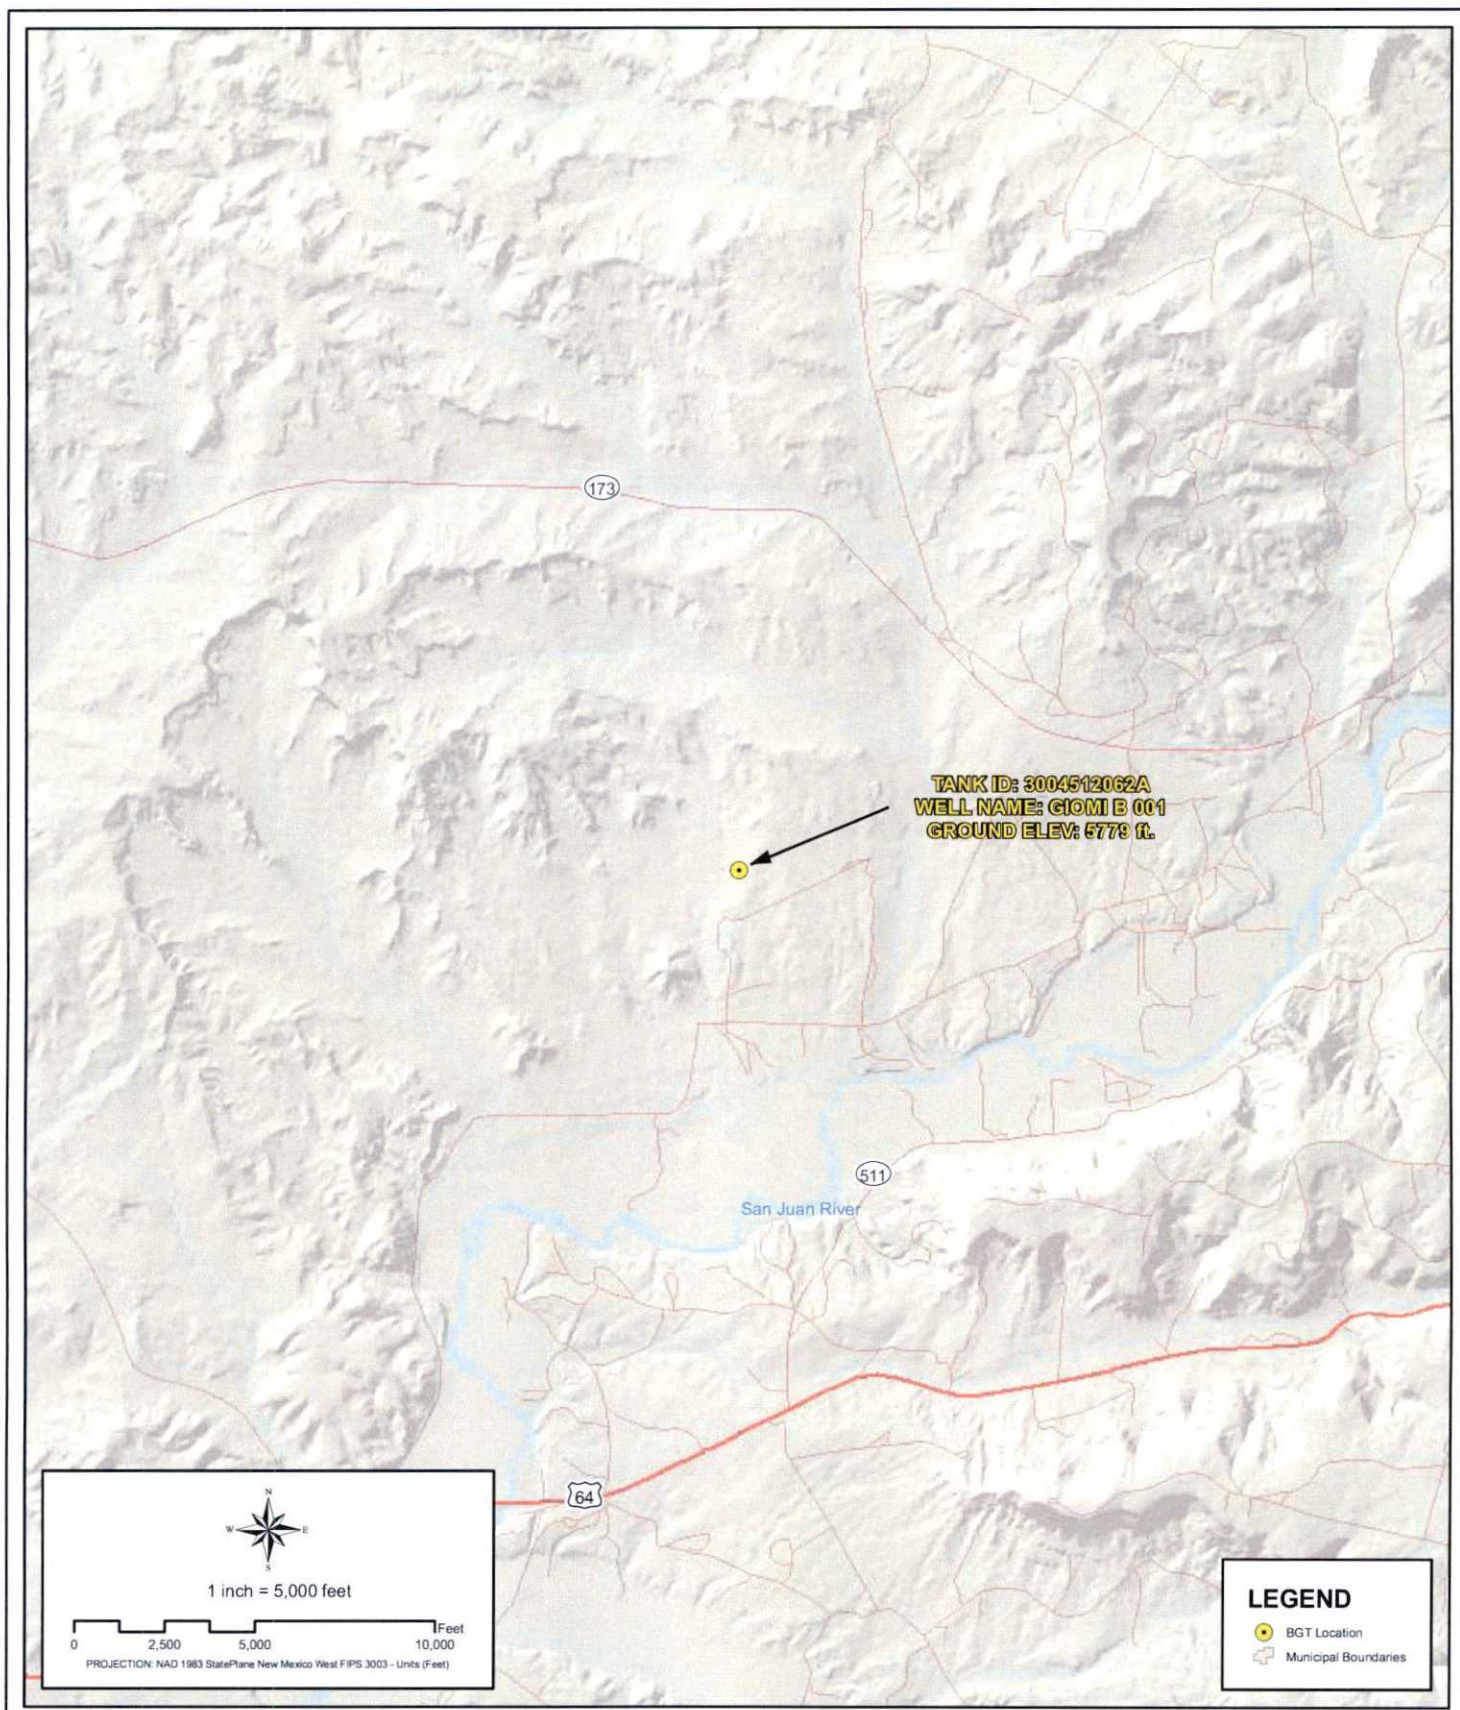 173
TANK ID: 3004512062A
WELL NAME: GIOMI B 001
GROUND ELEV: 5779 ft.
511
San Juan River
64
N
W E
S
1 inch = 5,000 feet
Feet
0 2,500 5,000 10,000
PROJECTION: NAD 1983 StatePlane New Mexico West FIPS 3003 - Units (Feet)
LEGEND
BGT Location
Municipal Boundaries